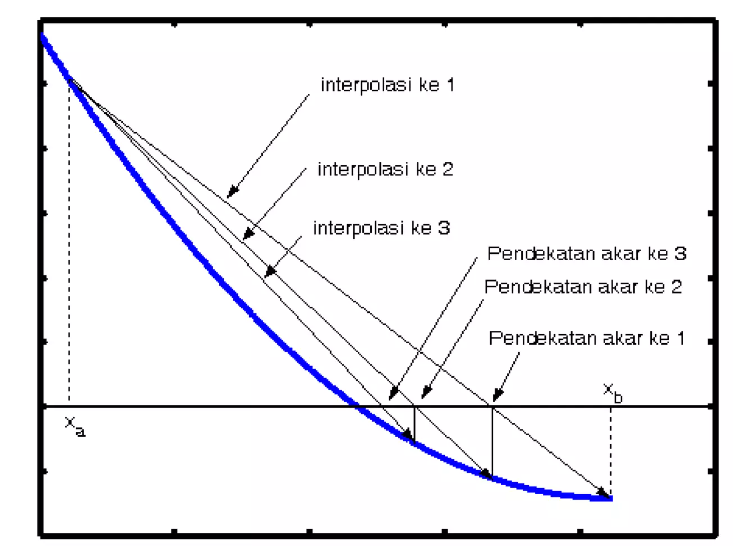 interpolasi ke 1
interpolasi ke 2
interpolasi ke 3
Pendekatan akar ke 3
Pendekatan akar ke 2
Pendekatan akar ke 1
x_b
x_a